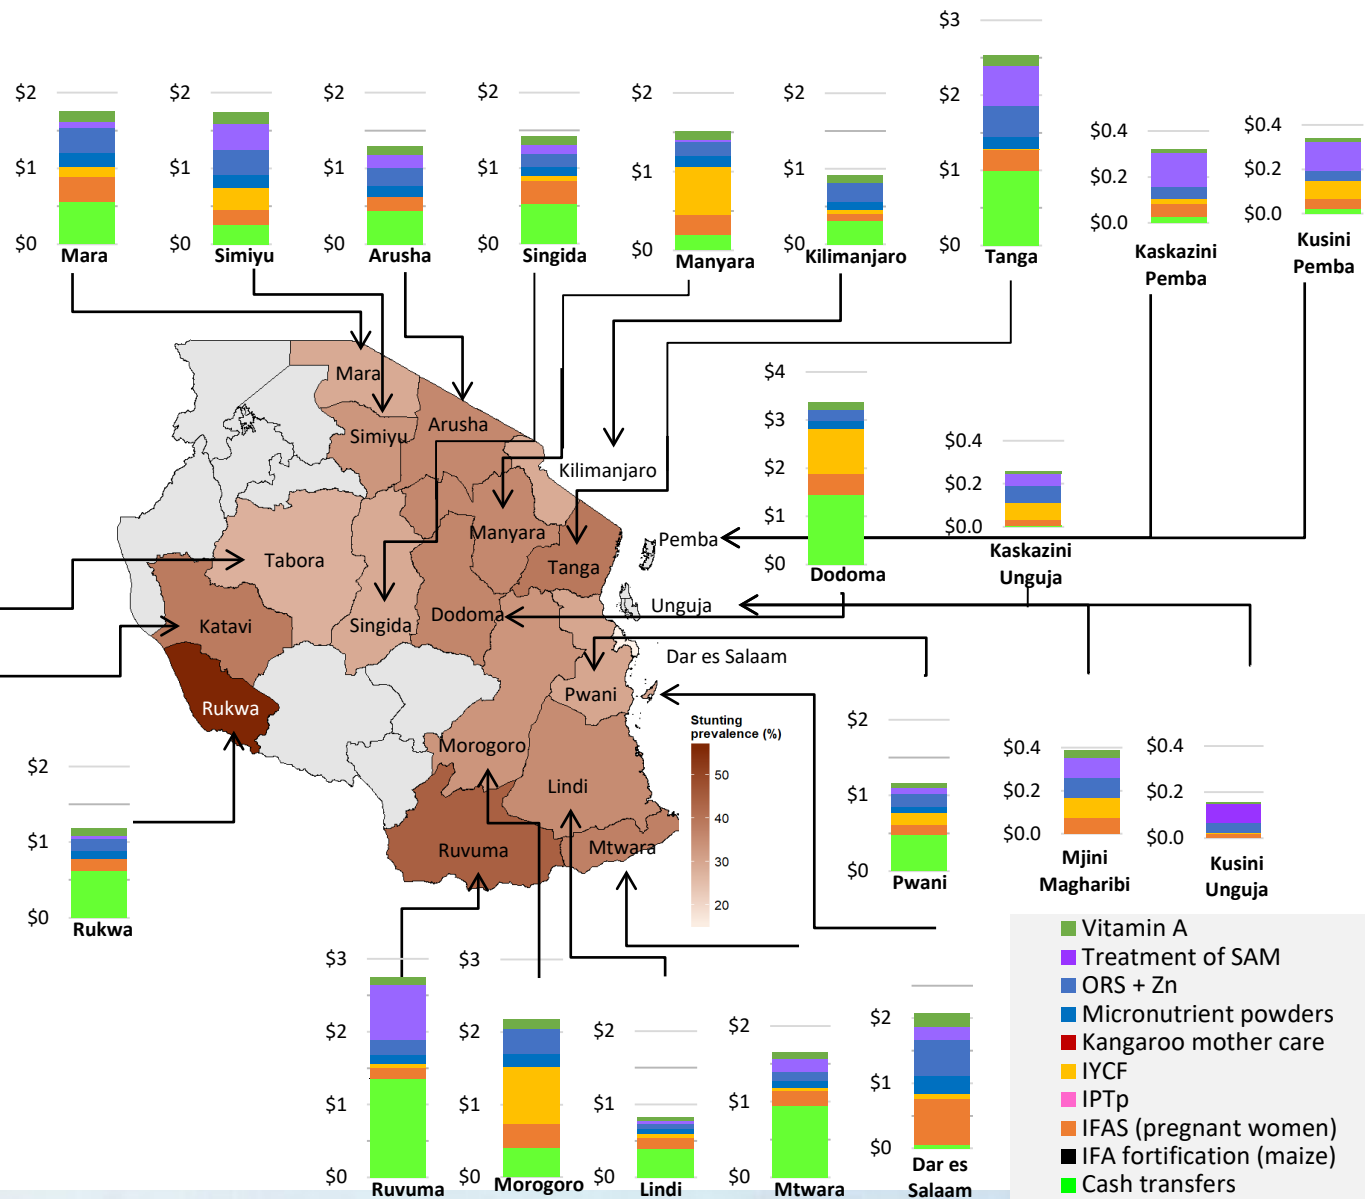 $3
$2
$1
$0
Tanga
$2
$1
$0
Mara
$2
$1
$0
Simiyu
$2
$1
$0
Arusha
$2
$1
$0
Singida
$2
$1
$0
Manyara
$2
$1
$0
Kilimanjaro
$0.4
$0.2
$0.0
Kaskazini
Pemba
$0.4
$0.2
$0.0
Kusini
Pemba
$4
$3
$2
$1
$0
Dodoma
$0.4
$0.2
$0.0
Kaskazini
Unguja
Mara
Simiyu
Arusha
Kilimanjaro
Manyara
Pemba
Tabora
Tanga
Unguja
Katavi
Singida
Dodoma
Dar es Salaam
Rukwa
Pwani
Morogoro
Lindi
Ruvuma
Mtwara
Stunting
prevalence (%)
50
40
30
20
$2
$1
$0
Rukwa
$2
$1
$0
Pwani
$0.4
$0.2
$0.0
Mjini
Magharibi
$0.4
$0.2
$0.0
Kusini
Unguja
$3
$2
$1
$0
Ruvuma
$3
$2
$1
$0
Morogoro
$2
$1
$0
Lindi
$2
$1
$0
Mtwara
$2
$1
$0
Dar es
Salaam
Vitamin A
Treatment of SAM
ORS + Zn
Micronutrient powders
Kangaroo mother care
IYCF
IPTp
IFAS (pregnant women)
IFA fortification (maize)
Cash transfers